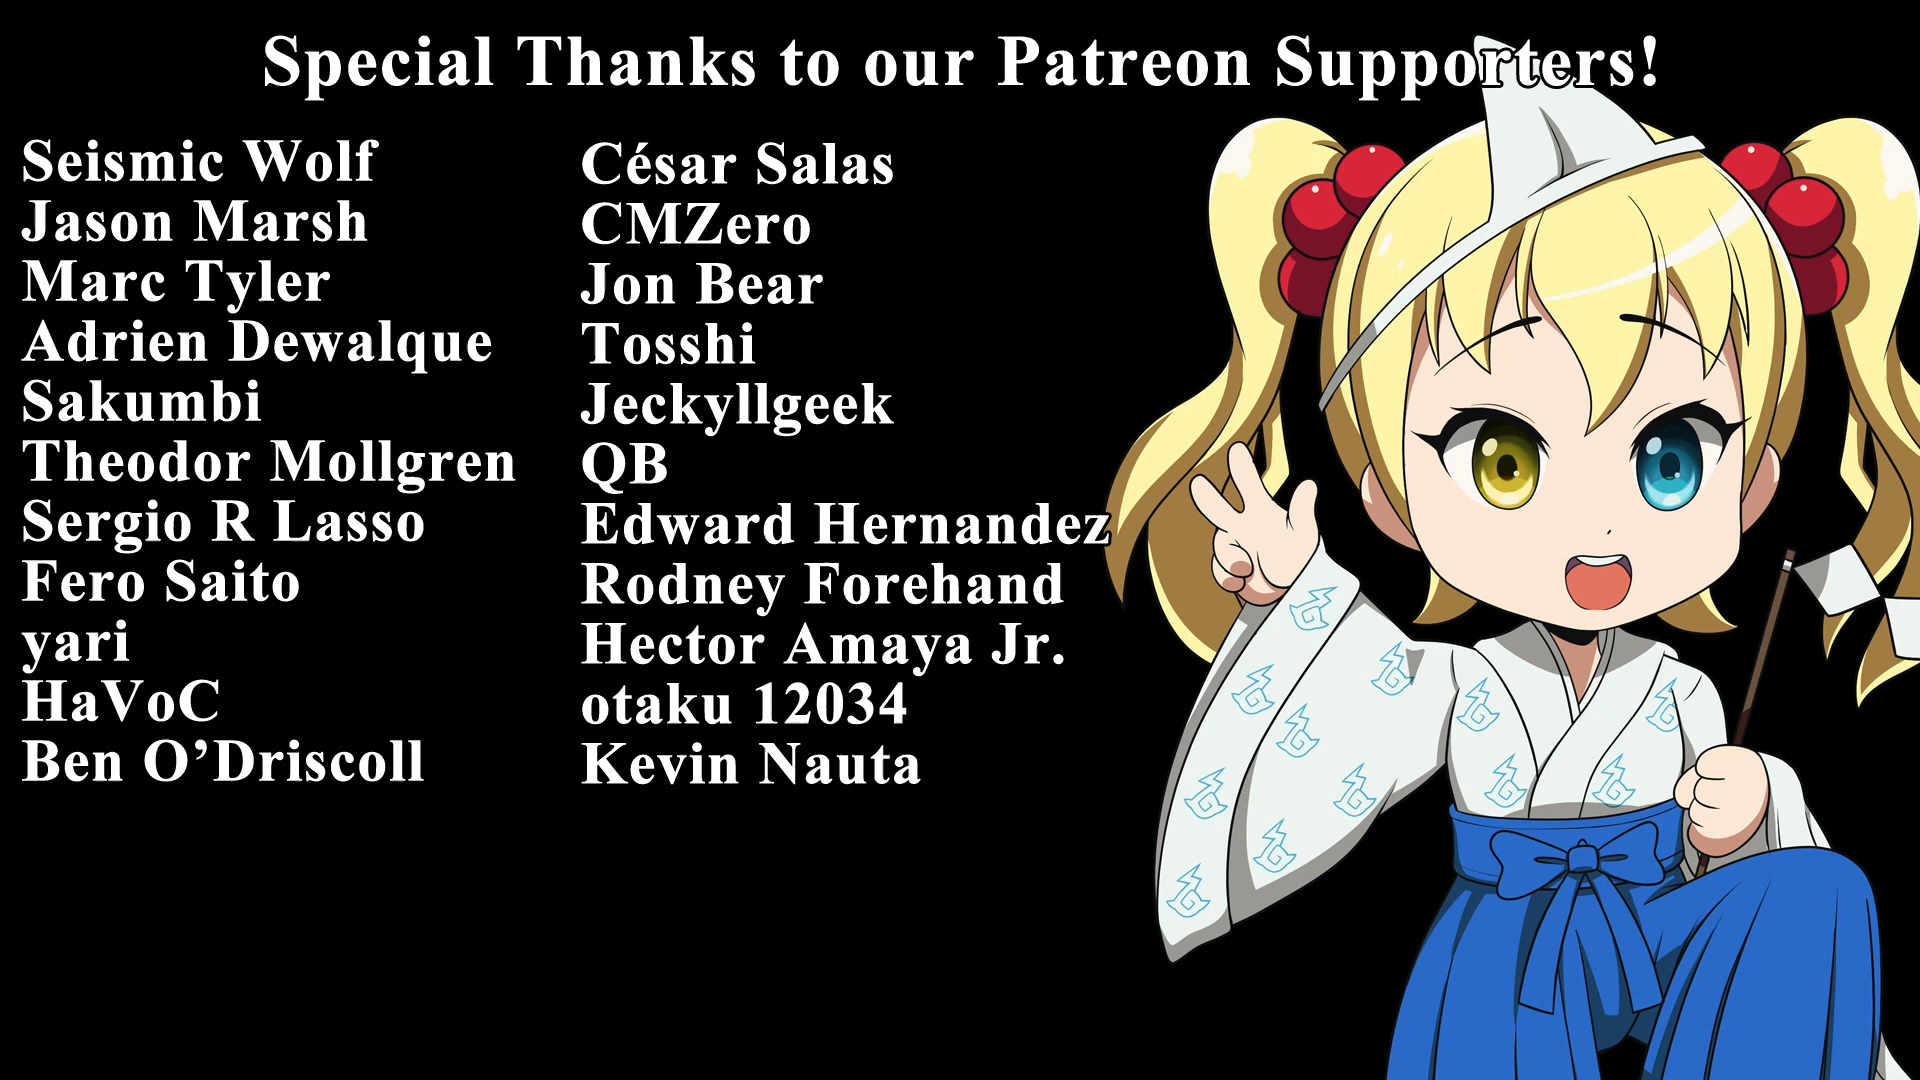 Special Thanks to our Patreon Supporters!
Seismic Wolf
Jason Marsh
Marc Tyler
Adrien Dewalque
Sakumbi
Theodor Mollgren
Sergio R Lasso
Fero Saito
yari
HaVoC
Ben O’Driscoll
César Salas
CMZero
Jon Bear
Tosshi
Jeckyllgeek
QB
Edward Hernandez
Rodney Forehand
Hector Amaya Jr.
otaku 12034
Kevin Nauta